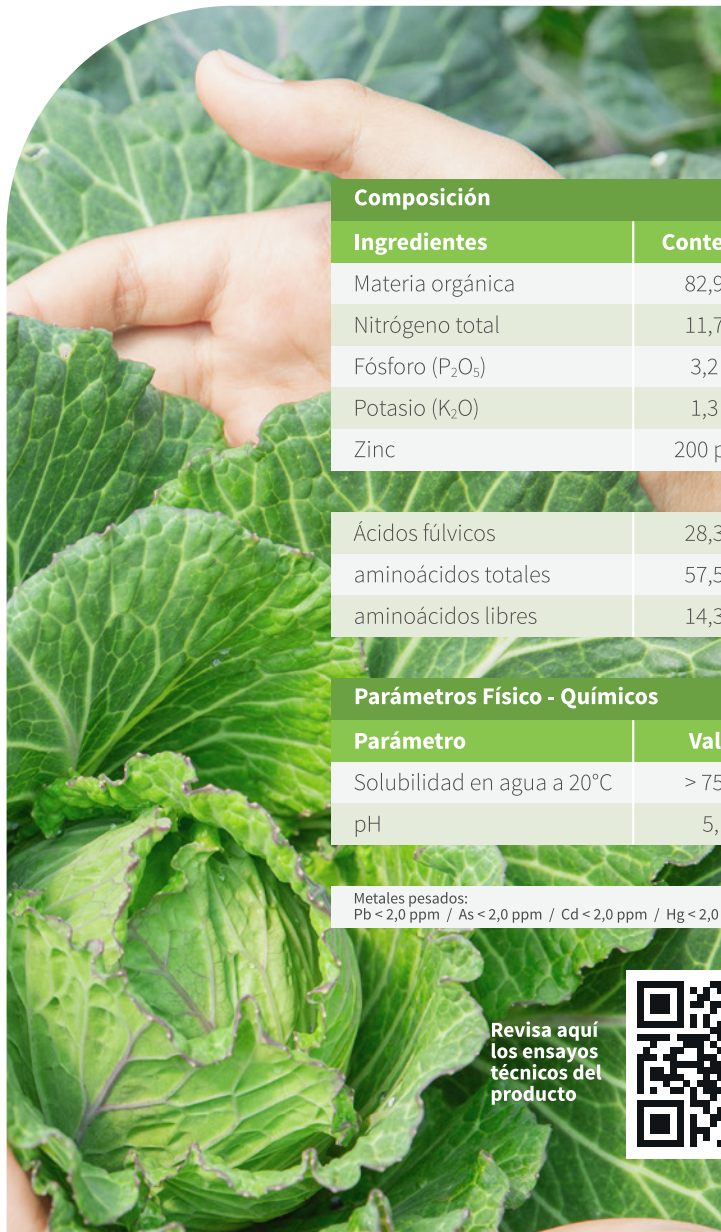 Composición
Ingredientes Conte
Materia orgánica 82,9
Nitrógeno total 11,7
Fósforo (P₂O₅) 3,2
Potasio (K₂O) 1,3
Zinc 200 p
Ácidos fúlvicos 28,3
aminoácidos totales 57,5
aminoácidos libres 14,3
Parámetros Físico - Químicos
Parámetro Val
Solubilidad en agua a 20°C > 75
pH 5,
Metales pesados:
Pb < 2,0 ppm / As < 2,0 ppm / Cd < 2,0 ppm / Hg < 2,0
Revisa aquí
los ensayos
técnicos del
producto